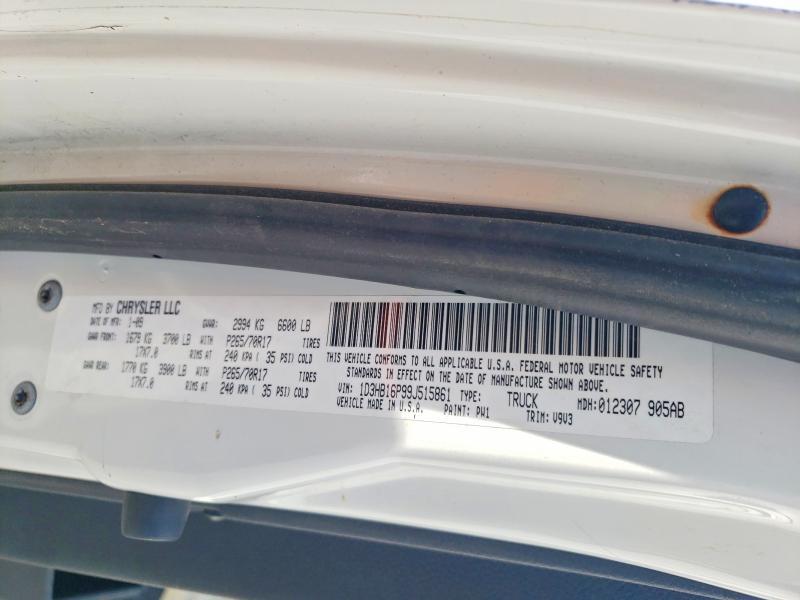 MFD BY CHRYSLER LLC
DATE OF MFR: 1-09 GVWR: 2994 KG 6600 LB
GAWR FRONT: 1679 KG 3700 LB WITH P265/70R17 TIRES
17X7.0 RIMS AT 240 KPA ( 35 PSI) COLD
GAWR REAR: 1770 KG 3900 LB WITH P265/70R17 TIRES
17X7.0 RIMS AT 240 KPA ( 35 PSI) COLD
THIS VEHICLE CONFORMS TO ALL APPLICABLE U.S.A. FEDERAL MOTOR VEHICLE SAFETY
STANDARDS IN EFFECT ON THE DATE OF MANUFACTURE SHOWN ABOVE.
VIN: 1D3HB16P99J515861 TYPE: TRUCK MDH: 012307 905AB
VEHICLE MADE IN U.S.A. PAINT: PW1 TRIM: V9V3